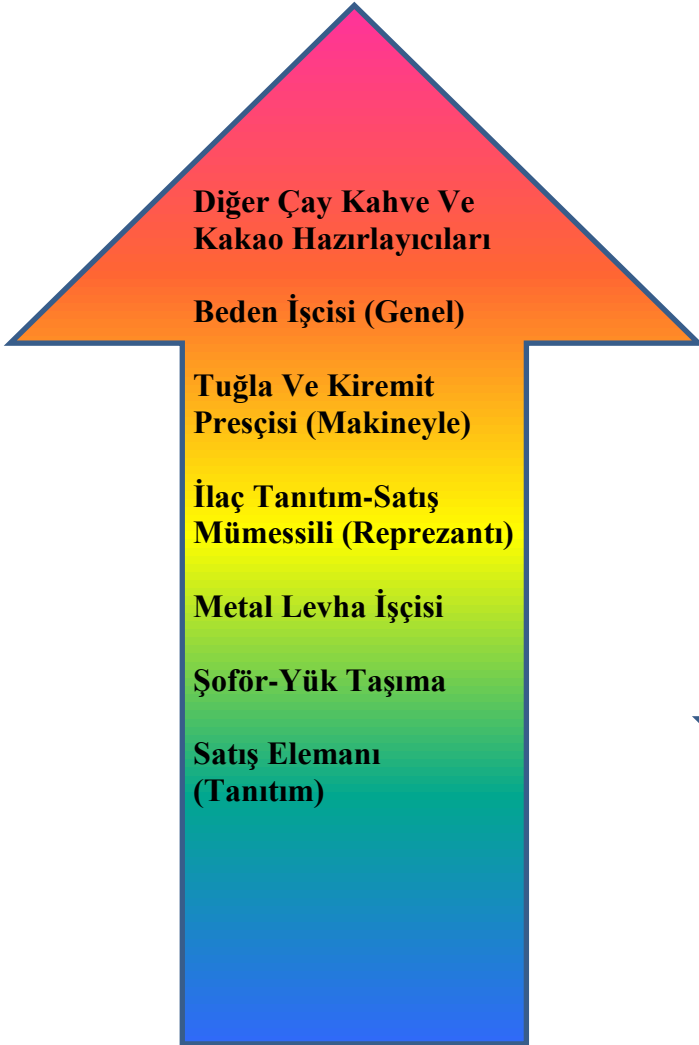 Diğer Çay Kahve Ve
Kakao Hazırlayıcıları
Beden İşcisi (Genel)
Tuğla Ve Kiremit
Presçisi (Makineyle)
İlaç Tanıtım-Satış
Mümessili (Reprezantı)
Metal Levha İşçisi
Şoför-Yük Taşıma
Satış Elemanı
(Tanıtım)